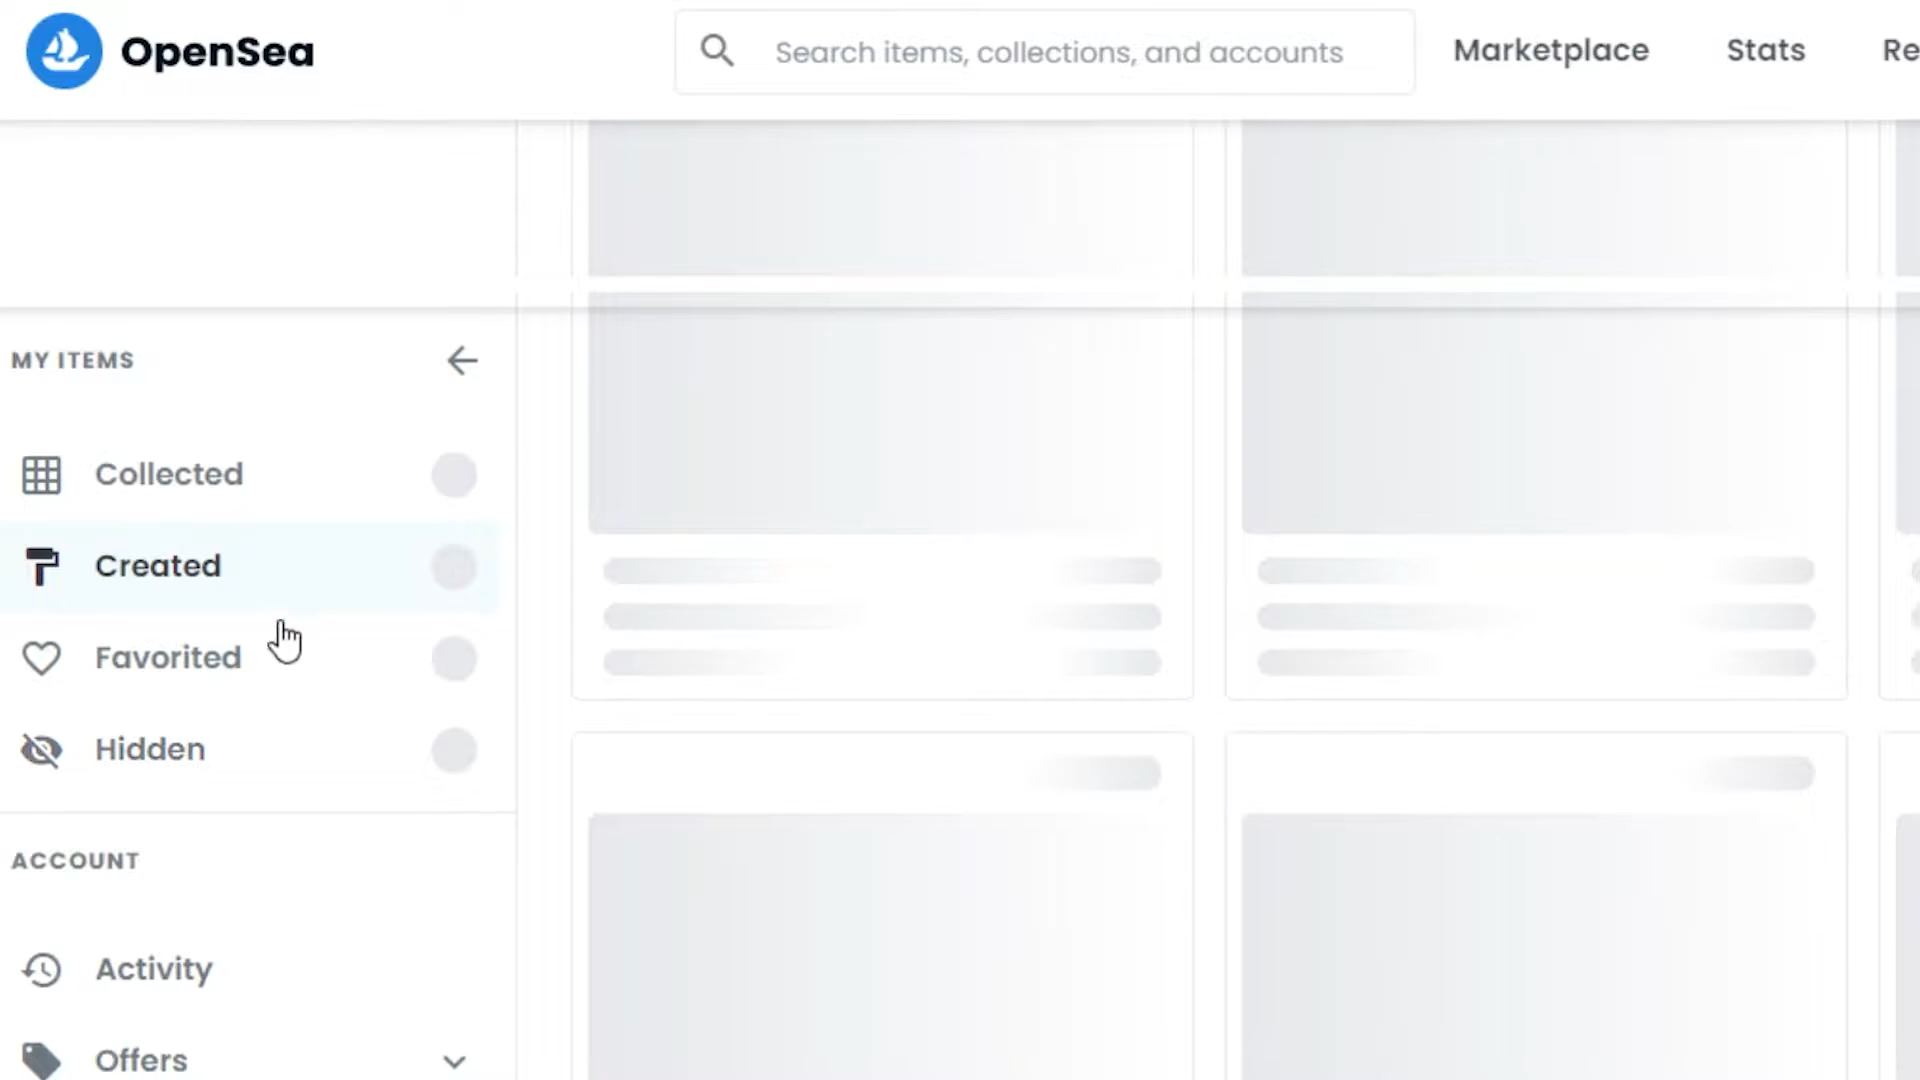 OpenSea
Search items, collections, and accounts
Marketplace
Stats
Re
MY ITEMS
Collected
Created
Favorited
Hidden
ACCOUNT
Activity
Offers